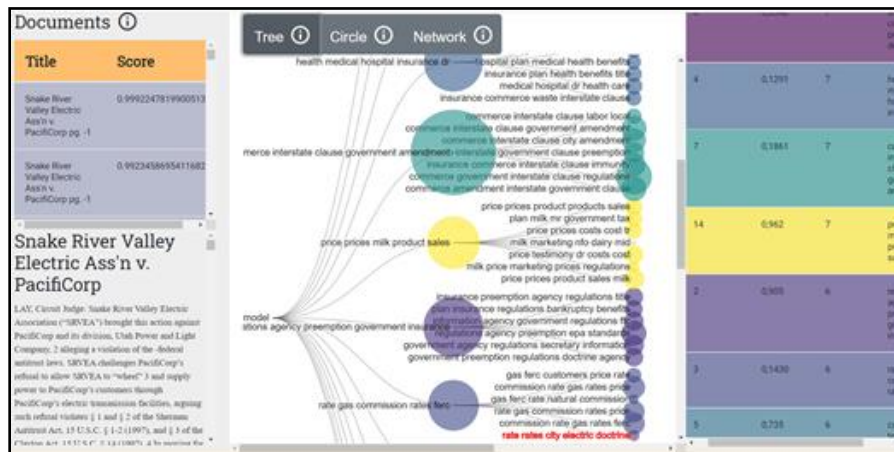 Documents
Title Score
Snake River
Valley Electric
Ass'n v.
PacifiCorp pg. -1
0.9992247819900513
Snake River
Valley Electric
Ass'n v.
PacifiCorp pg. -1
0.9923458695411682
Snake River Valley
Electric Ass'n v.
PacifiCorp
LAY, Circuit Judge. Snake River Valley Electric
Association ("SRVEA") brought this action against
PacifiCorp and its division, Utah Power and Light
Company, 2 alleging a violation of the federal
antitrust laws. SRVEA challenges PacifiCorp's
refusal to allow SRVEA to "wheel" 3 and supply
power to PacifiCorp's customers through
PacifiCorp's electric transmission facilities, arguing
such refusal violates § 1 and § 2 of the Sherman
Antitrust Act, 15 U.S.C. § 1-2 (1997), and § 3 of the
Clayton Act, 15 U.S.C. § 14 (1997). 4 by moving for
Tree Circle Network
health medical hospital insurance dr
hospital plan medical health benefits
insurance plan health benefits title
medical hospital dr health care
insurance commerce waste interstate clause
commerce interstate clause labor local
commerce interstate clause government amendment
commerce interstate clause city amendment
merce interstate clause government amendment
interstate government clause preemption
insurance commerce interstate clause immunity
commerce government interstate clause regulations
commerce amendment interstate government clause
price prices product products sales
plan milk mr government tax
price prices costs cost tr
price prices milk product sales
milk marketing nfo dairy mid
price testimony dr costs cost
milk price marketing prices regulations
price prices product sales milk
model
insurance preemption agency regulations title
plan insurance regulations bankruptcy benefits
information agency government regulations ftc
ations agency preemption government insurance
regulations agency preemption epa standards
government agency regulations secretary information
government preemption regulations doctrine agency
gas ferc customers price rate
commission rate gas rates price
gas ferc rate natural commission
rate gas commission rates ferc
rate gas commission rates price
commission rate gas rates ferc
rate rates city electric doctrine
4 0,1291 7
7 0,1861 7
14 0,962 7
2 0,905 6
3 0,1430 6
5 0,735 6